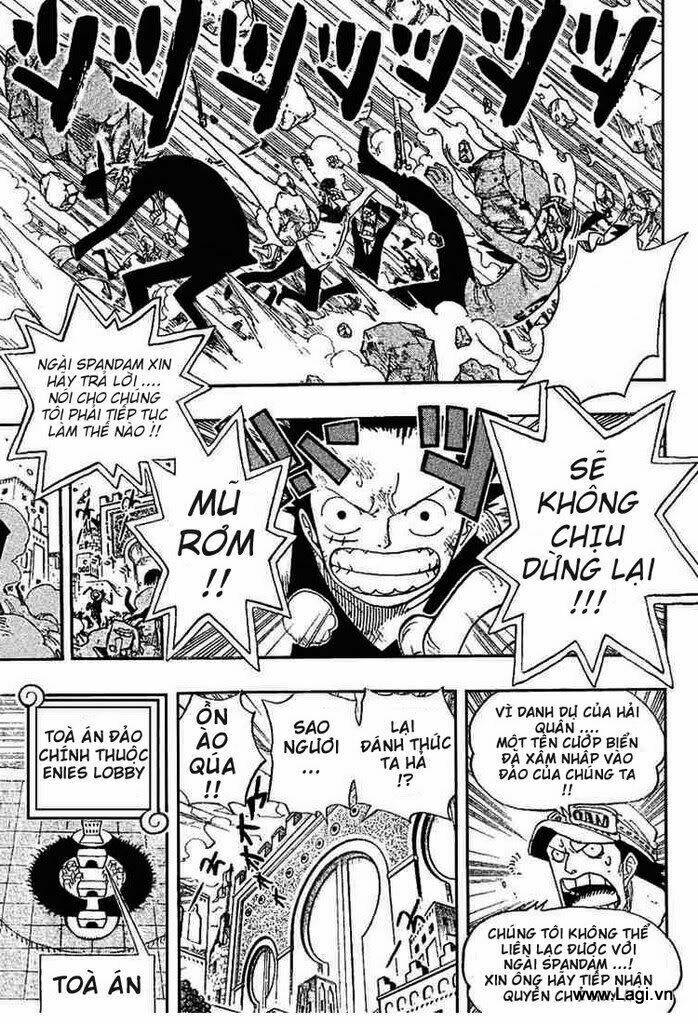 ツツツツツツツ
SẼ
KHÔNG
CHỊU
DỪNG LẠI
!!!
MŨ
RƠM
!!
NGÀI SPANDAM XIN
HÃY TRẢ LỜI ....
NÓI CHO CHÚNG
TÔI PHẢI TIẾP TỤC
LÀM THẾ NÀO !!
VÌ DANH DỰ CỦA HẢI
QUÂN ....
MỘT TÊN CƯỚP BIỂN
ĐÃ XÂM NHẬP VÀO
ĐẢO CỦA CHÚNG TA
!!
CHÚNG TÔI KHÔNG THỂ
LIÊN LẠC ĐƯỢC VỚI
NGÀI SPANDAM ...!
XIN ÔNG HÃY TIẾP NHẬN
QUYỀN
LẠI
ĐÁNH THỨC
TA HẢ
!?
SAO
NGƯƠI
...
ỒN
ÀO
QÚA
!!
TOÀ ÁN ĐẢO
CHÍNH THUỘC
ENIES LOBBY
TOÀ ÁN
www.Lagi.vn